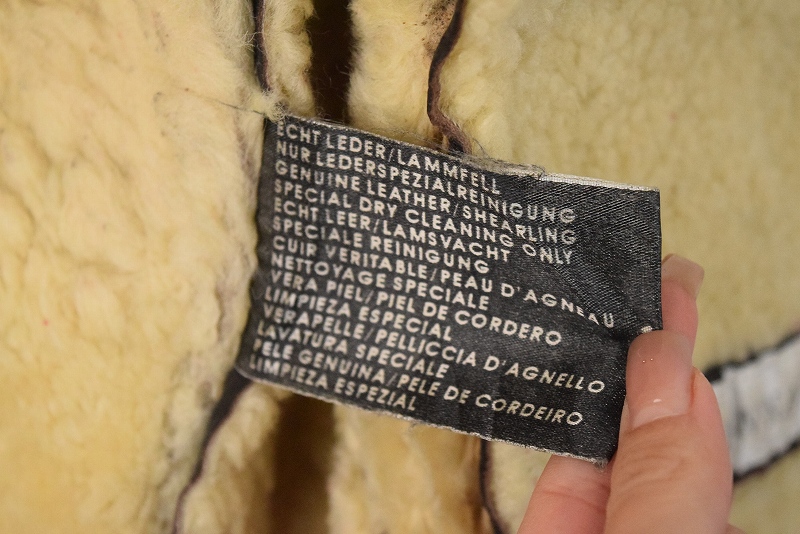 ECHT LEDER/LAMMFELL
NUR LEDERSPEZIALREINIGUNG
GENUINE LEATHER/SHEARLING
SPECIAL DRY CLEANING ONLY
ECHT LEER/LAMSVACHT
SPECIALE REINIGUNG
CUIR VERITABLE/PEAU D'AGNEAU
NETTOYAGE SPECIALE
VERA PIEL/PIEL DE CORDERO
LIMPIEZA ESPECIAL
VERAPELLE/PELLICCIA D'AGNELLO
LAVATURA SPECIALE
PELE GENUINA/PELE DE CORDEIRO
LIMPIEZA ESPEZIAL